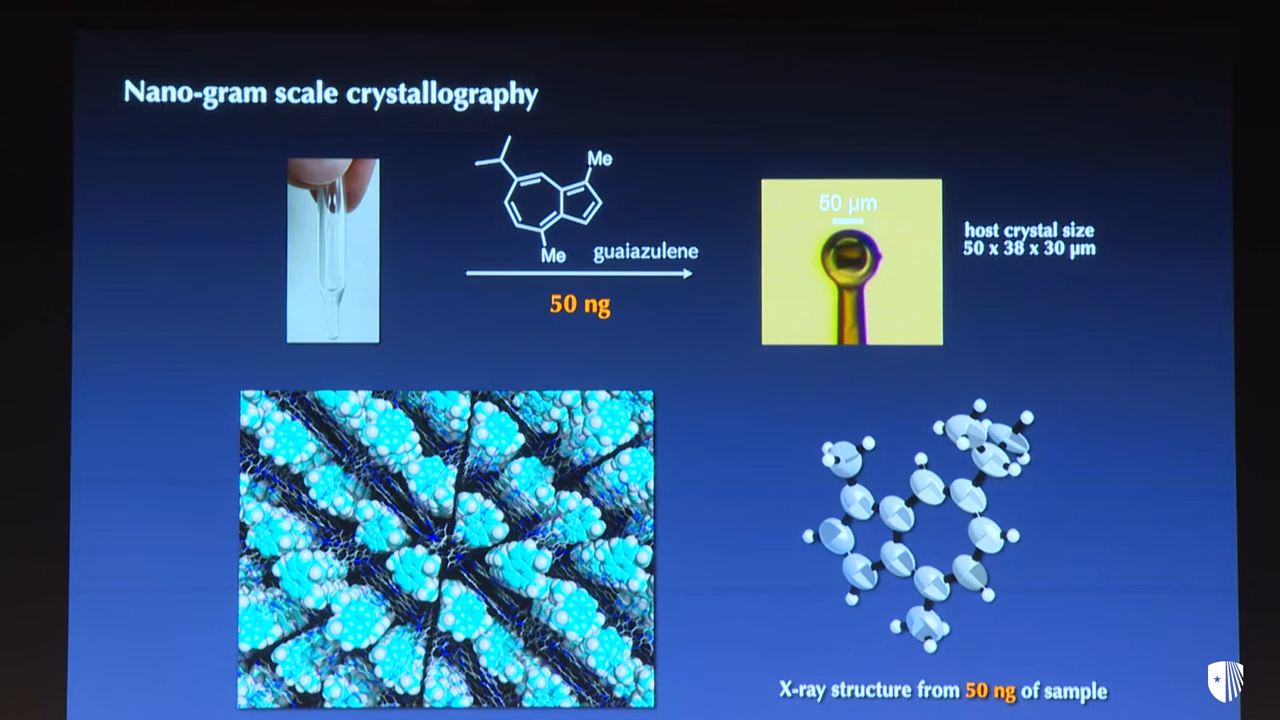 Nano-gram scale crystallography
Me
Me
guaiazulene
50 ng
50 μm
host crystal size
50 x 38 x 30 μm
X-ray structure from 50 ng of sample